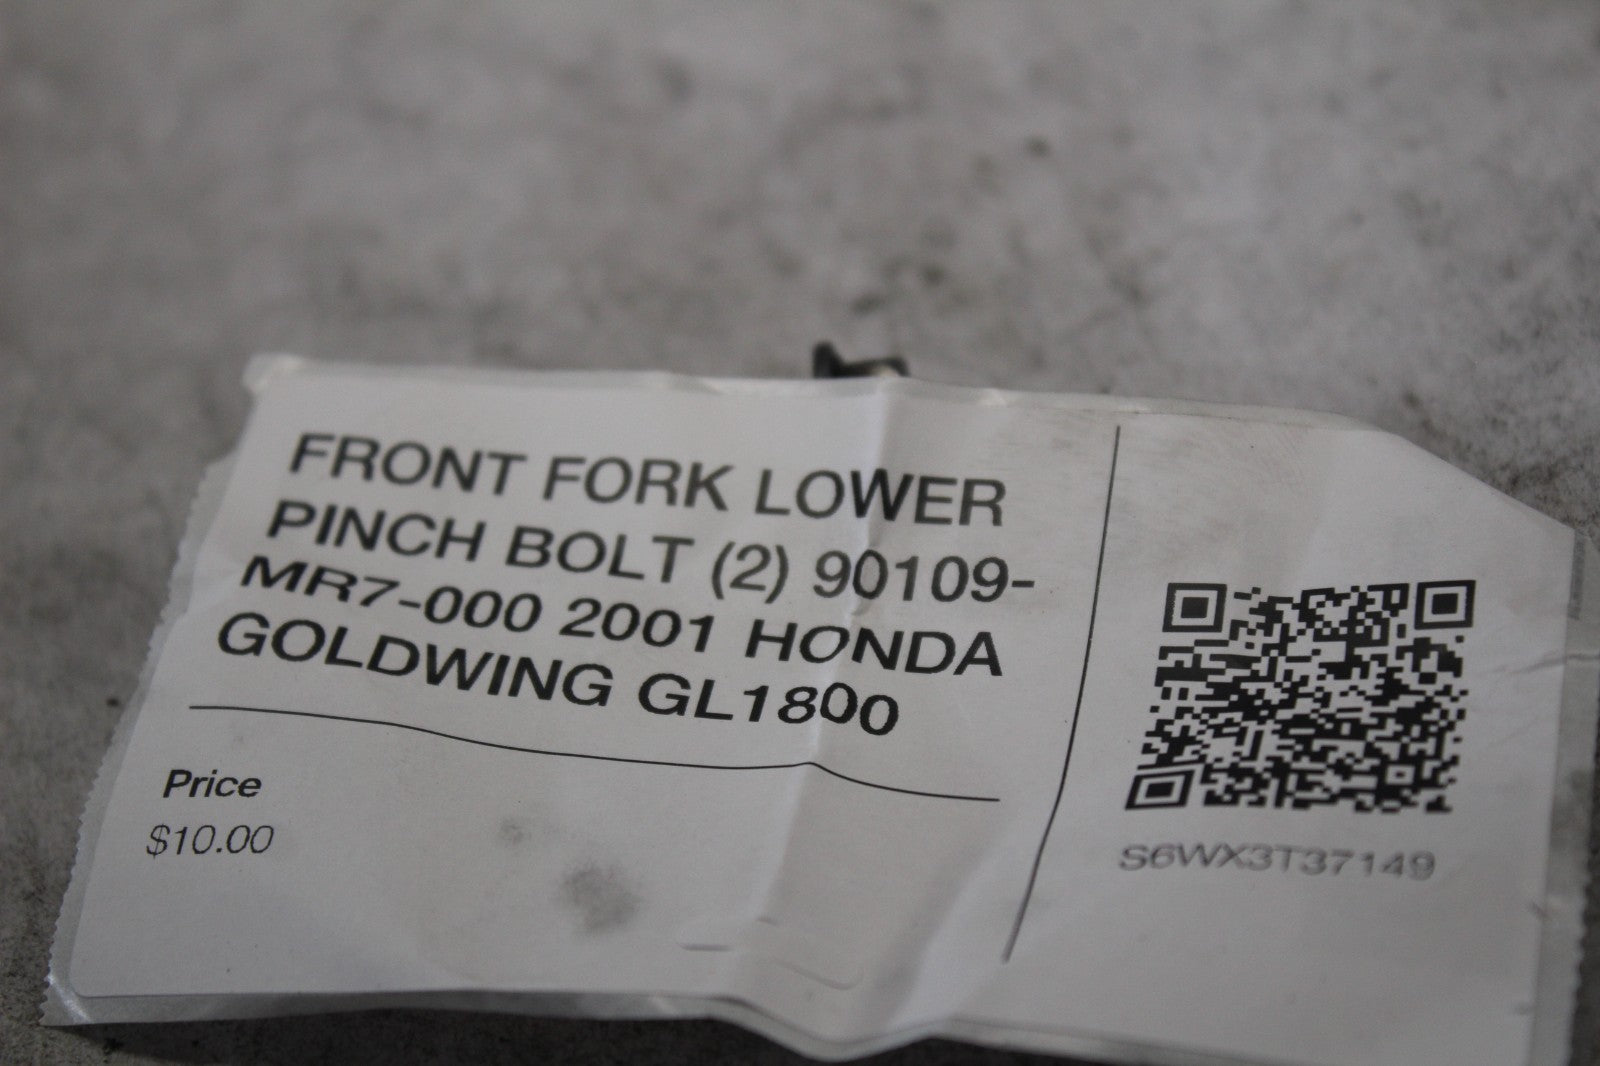 FRONT FORK LOWER
PINCH BOLT (2) 90109-
MR7-000 2001 HONDA
GOLDWING GL1800
Price
$10.00
S6WX3T37149